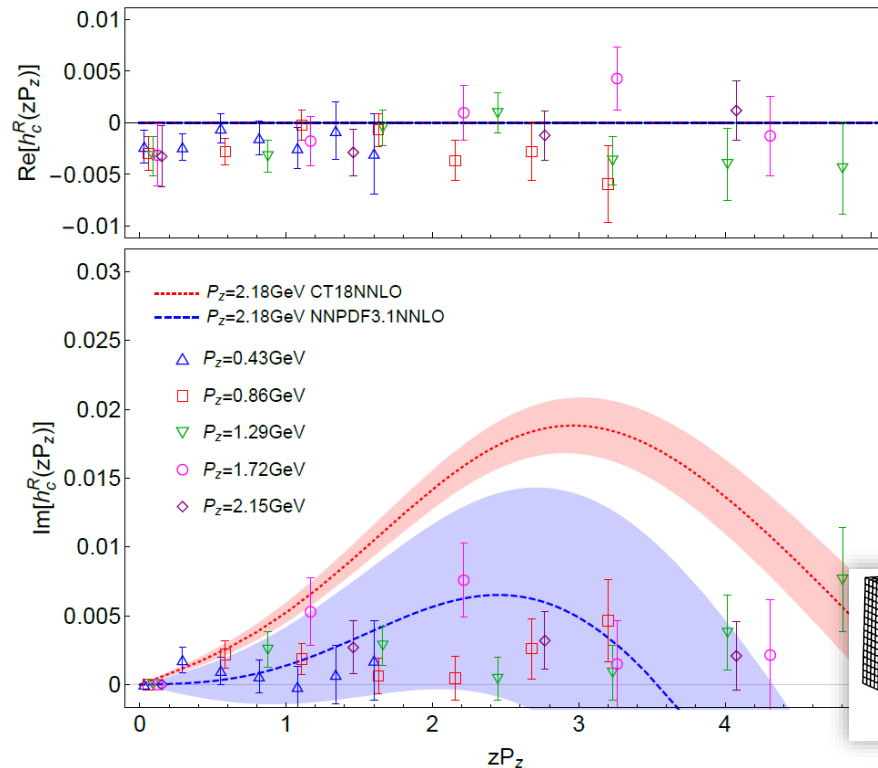 0.01
0.005
0
−0.005
−0.01
Re[h_c^R(zP_z)]
0.03
0.025
0.02
0.015
0.01
0.005
0
Im[h_c^R(zP_z)]
P_z=2.18GeV CT18NNLO
P_z=2.18GeV NNPDF3.1NNLO
P_z=0.43GeV
P_z=0.86GeV
P_z=1.29GeV
P_z=1.72GeV
P_z=2.15GeV
0 1 2 3 4
zP_z